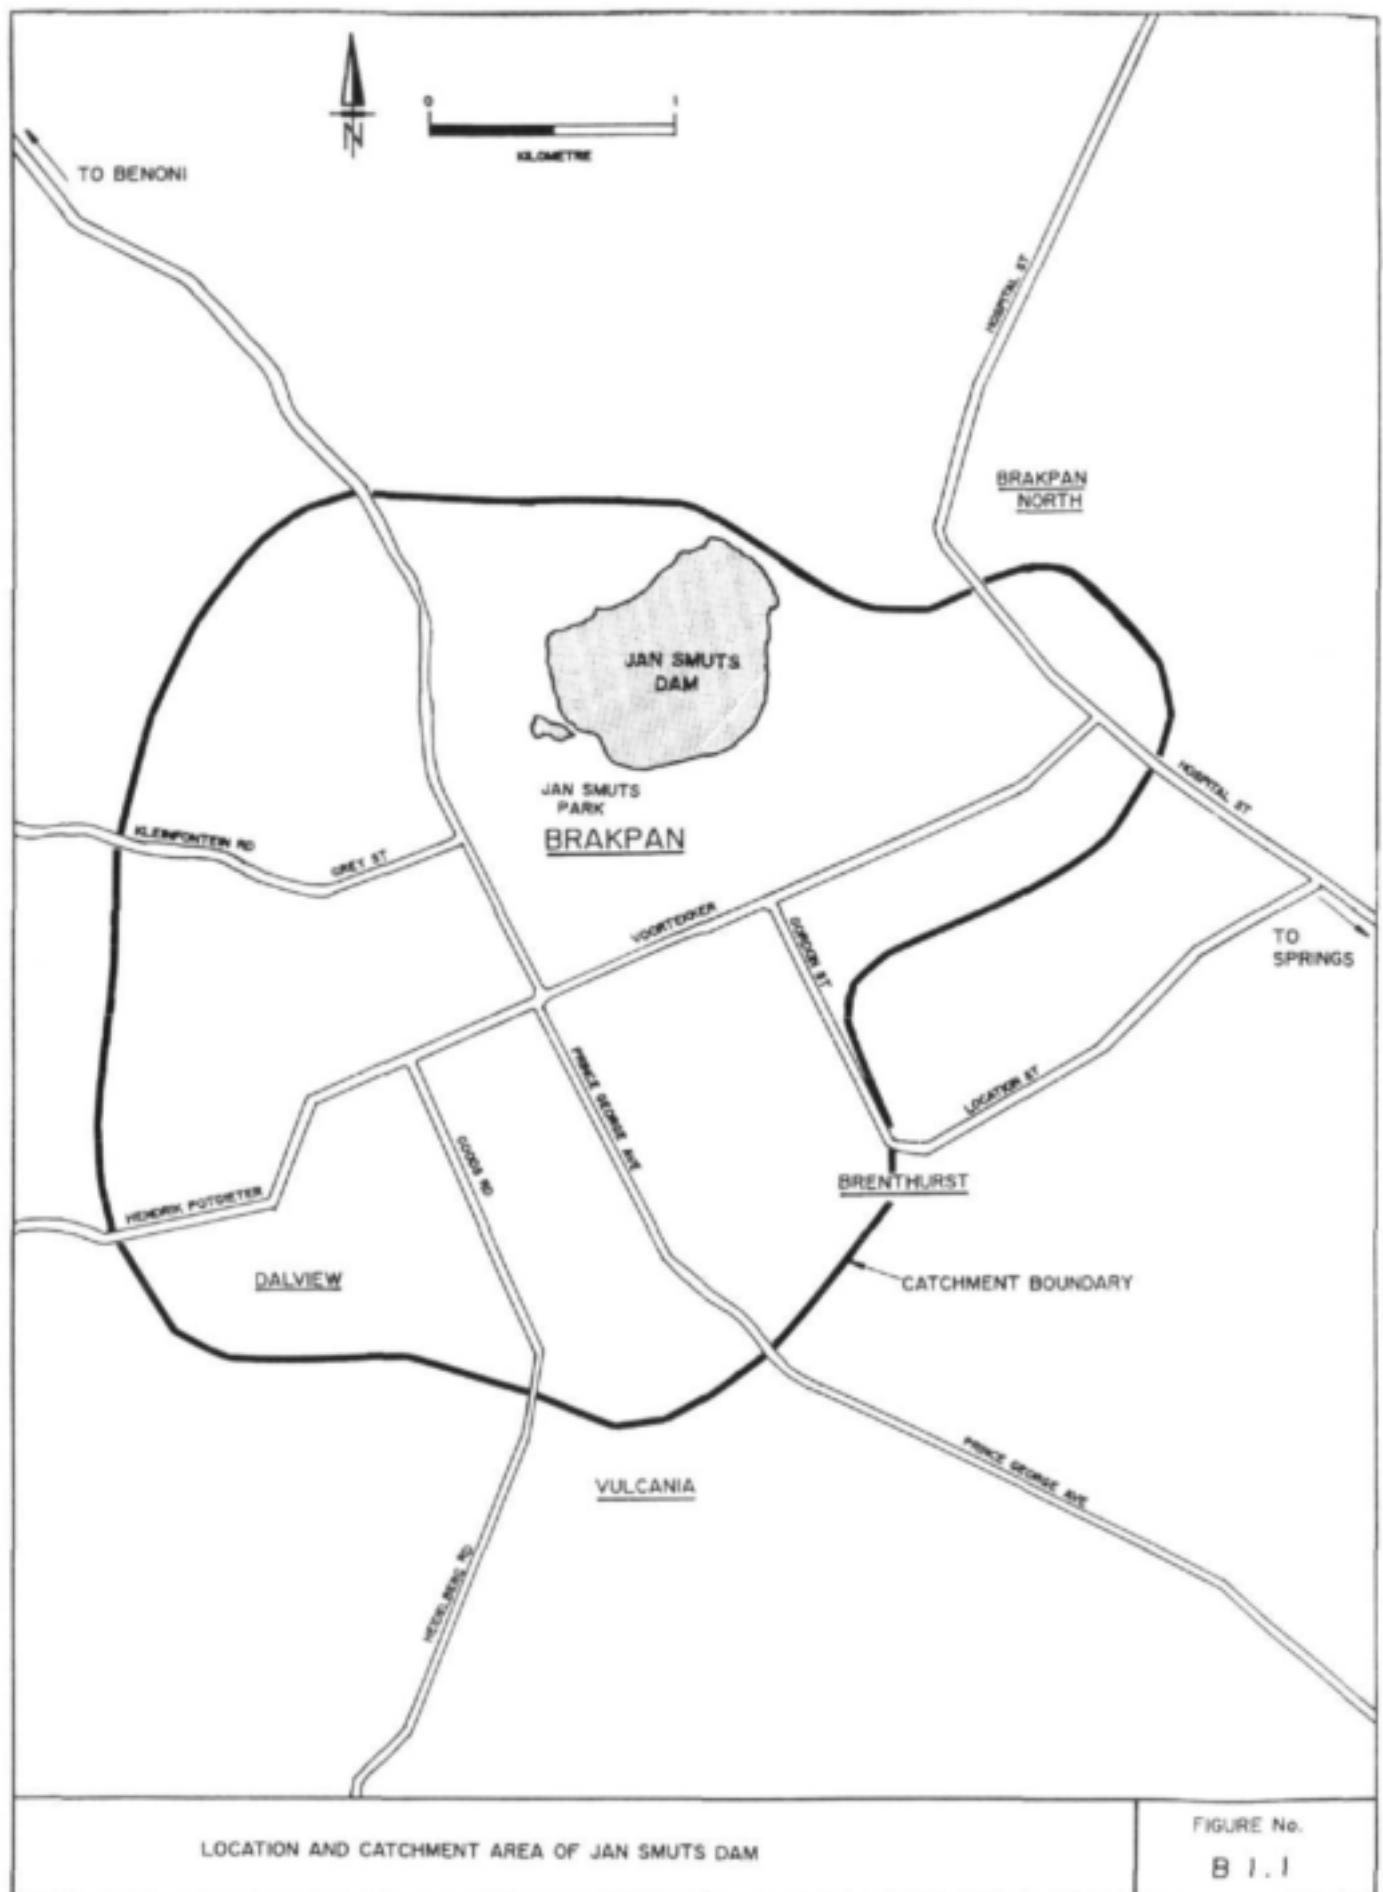 0 1
KILOMETRE
N
TO BENONI
HOSPITAL ST
BRAKPAN
NORTH
JAN SMUTS
DAM
JAN SMUTS
PARK
BRAKPAN
HOSPITAL ST
KLEINFONTEIN RD
GREY ST
VOORTEKKER
GORDON ST
TO
SPRINGS
PRINCE GEORGE AVE
LOCATION ST
GOODS RD
BRENTHURST
HENDRIK POTGIETER
DALVIEW
CATCHMENT BOUNDARY
PRINCE GEORGE AVE
VULCANIA
HEIDELBERG RD
LOCATION AND CATCHMENT AREA OF JAN SMUTS DAM
FIGURE No.
B 1.1